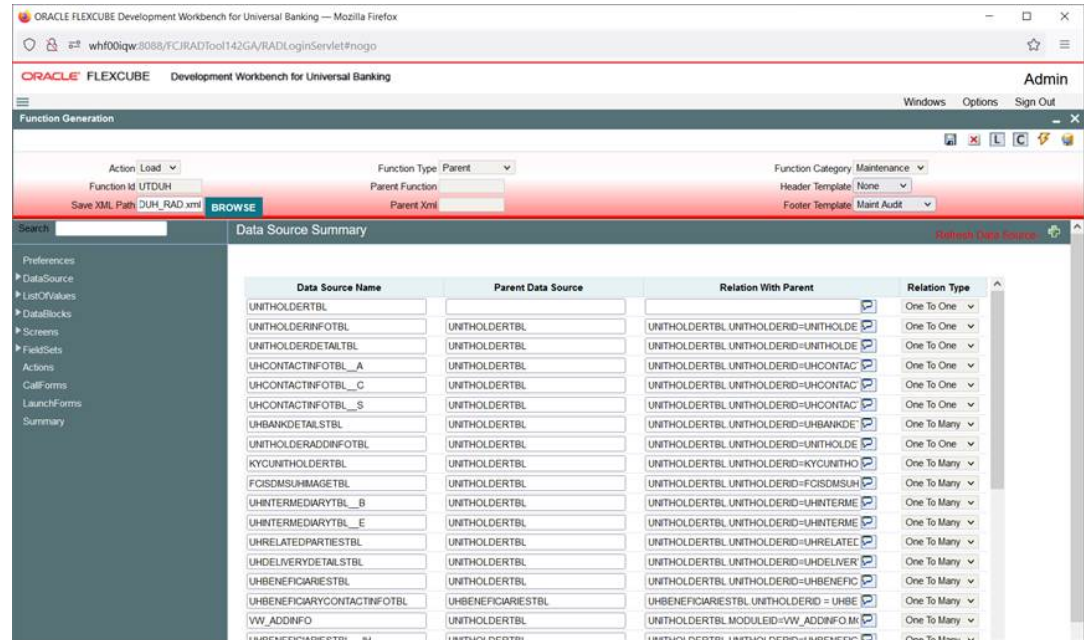 ORACLE FLEXCUBE Development Workbench for Universal Banking — Mozilla Firefox
whf00iqw:8088/FCJRADTool142GA/RADLoginServlet#nogo
ORACLE FLEXCUBE Development Workbench for Universal Banking Admin
Windows Options Sign Out
Function Generation
L C
Action Load Function Type Parent Function Category Maintenance
Function Id UTDUH Parent Function Header Template None
Save XML Path DUH_RAD.xml BROWSE Parent Xml Footer Template Maint Audit
Search Data Source Summary Refresh Data Source
Preferences
DataSource
ListOfValues
DataBlocks
Screens
FieldSets
Actions
CallForms
LaunchForms
Summary
Data Source Name Parent Data Source Relation With Parent Relation Type
UNITHOLDERTBL One To One
UNITHOLDERINFOTBL UNITHOLDERTBL UNITHOLDERTBL.UNITHOLDERID=UNITHOLDE One To One
UNITHOLDERDETAILTBL UNITHOLDERTBL UNITHOLDERTBL.UNITHOLDERID=UNITHOLDE One To One
UHCONTACTINFOTBL__A UNITHOLDERTBL UNITHOLDERTBL.UNITHOLDERID=UHCONTAC One To One
UHCONTACTINFOTBL__C UNITHOLDERTBL UNITHOLDERTBL.UNITHOLDERID=UHCONTAC One To One
UHCONTACTINFOTBL__S UNITHOLDERTBL UNITHOLDERTBL.UNITHOLDERID=UHCONTAC One To One
UHBANKDETAILSTBL UNITHOLDERTBL UNITHOLDERTBL.UNITHOLDERID=UHBANKDE One To Many
UNITHOLDERADDINFOTBL UNITHOLDERTBL UNITHOLDERTBL.UNITHOLDERID=UNITHOLDE One To One
KYCUNITHOLDERTBL UNITHOLDERTBL UNITHOLDERTBL.UNITHOLDERID=KYCUNITHO One To Many
FCISDMSUHIMAGETBL UNITHOLDERTBL UNITHOLDERTBL.UNITHOLDERID=FCISDMSUH One To Many
UHINTERMEDIARYTBL__B UNITHOLDERTBL UNITHOLDERTBL.UNITHOLDERID=UHINTERME One To Many
UHINTERMEDIARYTBL__E UNITHOLDERTBL UNITHOLDERTBL.UNITHOLDERID=UHINTERME One To Many
UHRELATEDPARTIESTBL UNITHOLDERTBL UNITHOLDERTBL.UNITHOLDERID=UHRELATED One To Many
UHDELIVERYDETAILSTBL UNITHOLDERTBL UNITHOLDERTBL.UNITHOLDERID=UHDELIVER One To Many
UHBENEFICIARIESTBL UNITHOLDERTBL UNITHOLDERTBL.UNITHOLDERID=UHBENEFIC One To Many
UHBENEFICIARYCONTACTINFOTBL UHBENEFICIARIESTBL UHBENEFICIARIESTBL.UNITHOLDERID = UHBE One To Many
VW_ADDINFO UNITHOLDERTBL UNITHOLDERTBL.MODULEID=VW_ADDINFO.MO One To Many